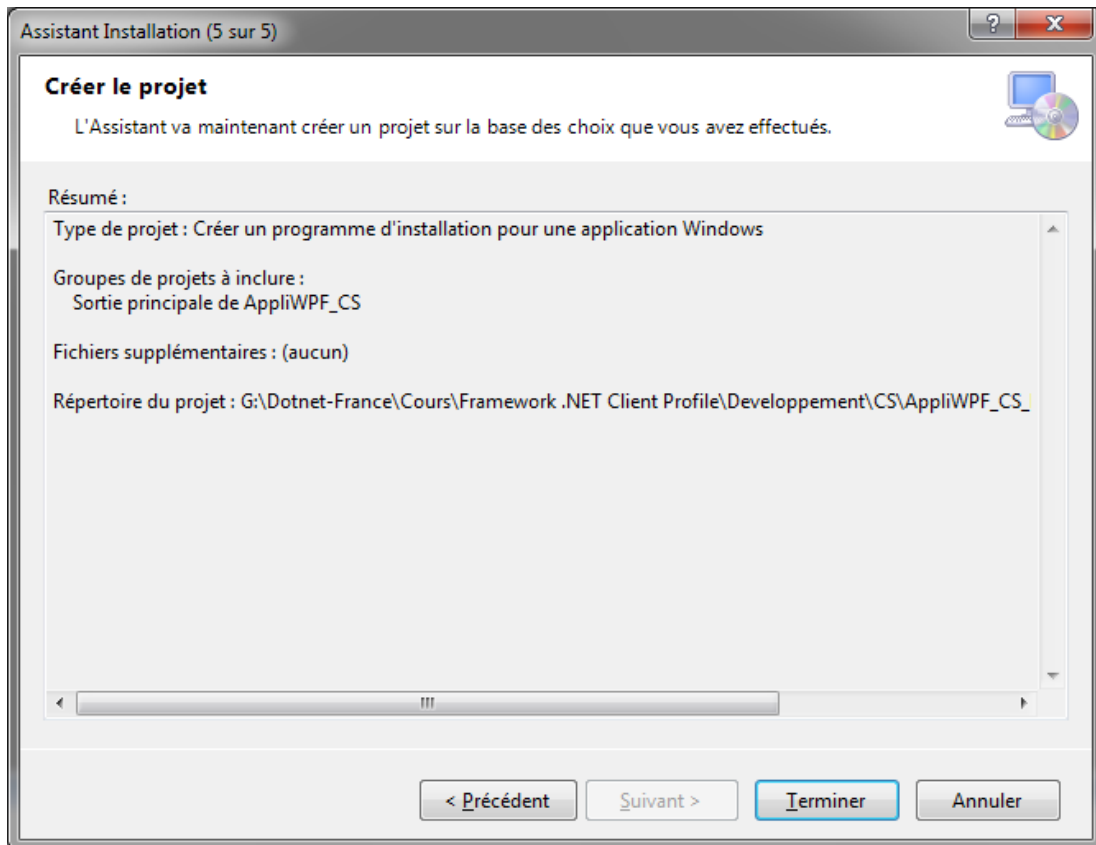 Assistant Installation (5 sur 5)
Créer le projet
L'Assistant va maintenant créer un projet sur la base des choix que vous avez effectués.
Résumé :
Type de projet : Créer un programme d'installation pour une application Windows
Groupes de projets à inclure :
Sortie principale de AppliWPF_CS
Fichiers supplémentaires : (aucun)
Répertoire du projet : G:\Dotnet-France\Cours\Framework .NET Client Profile\Developpement\CS\AppliWPF_CS_
< Précédent Suivant > Terminer Annuler